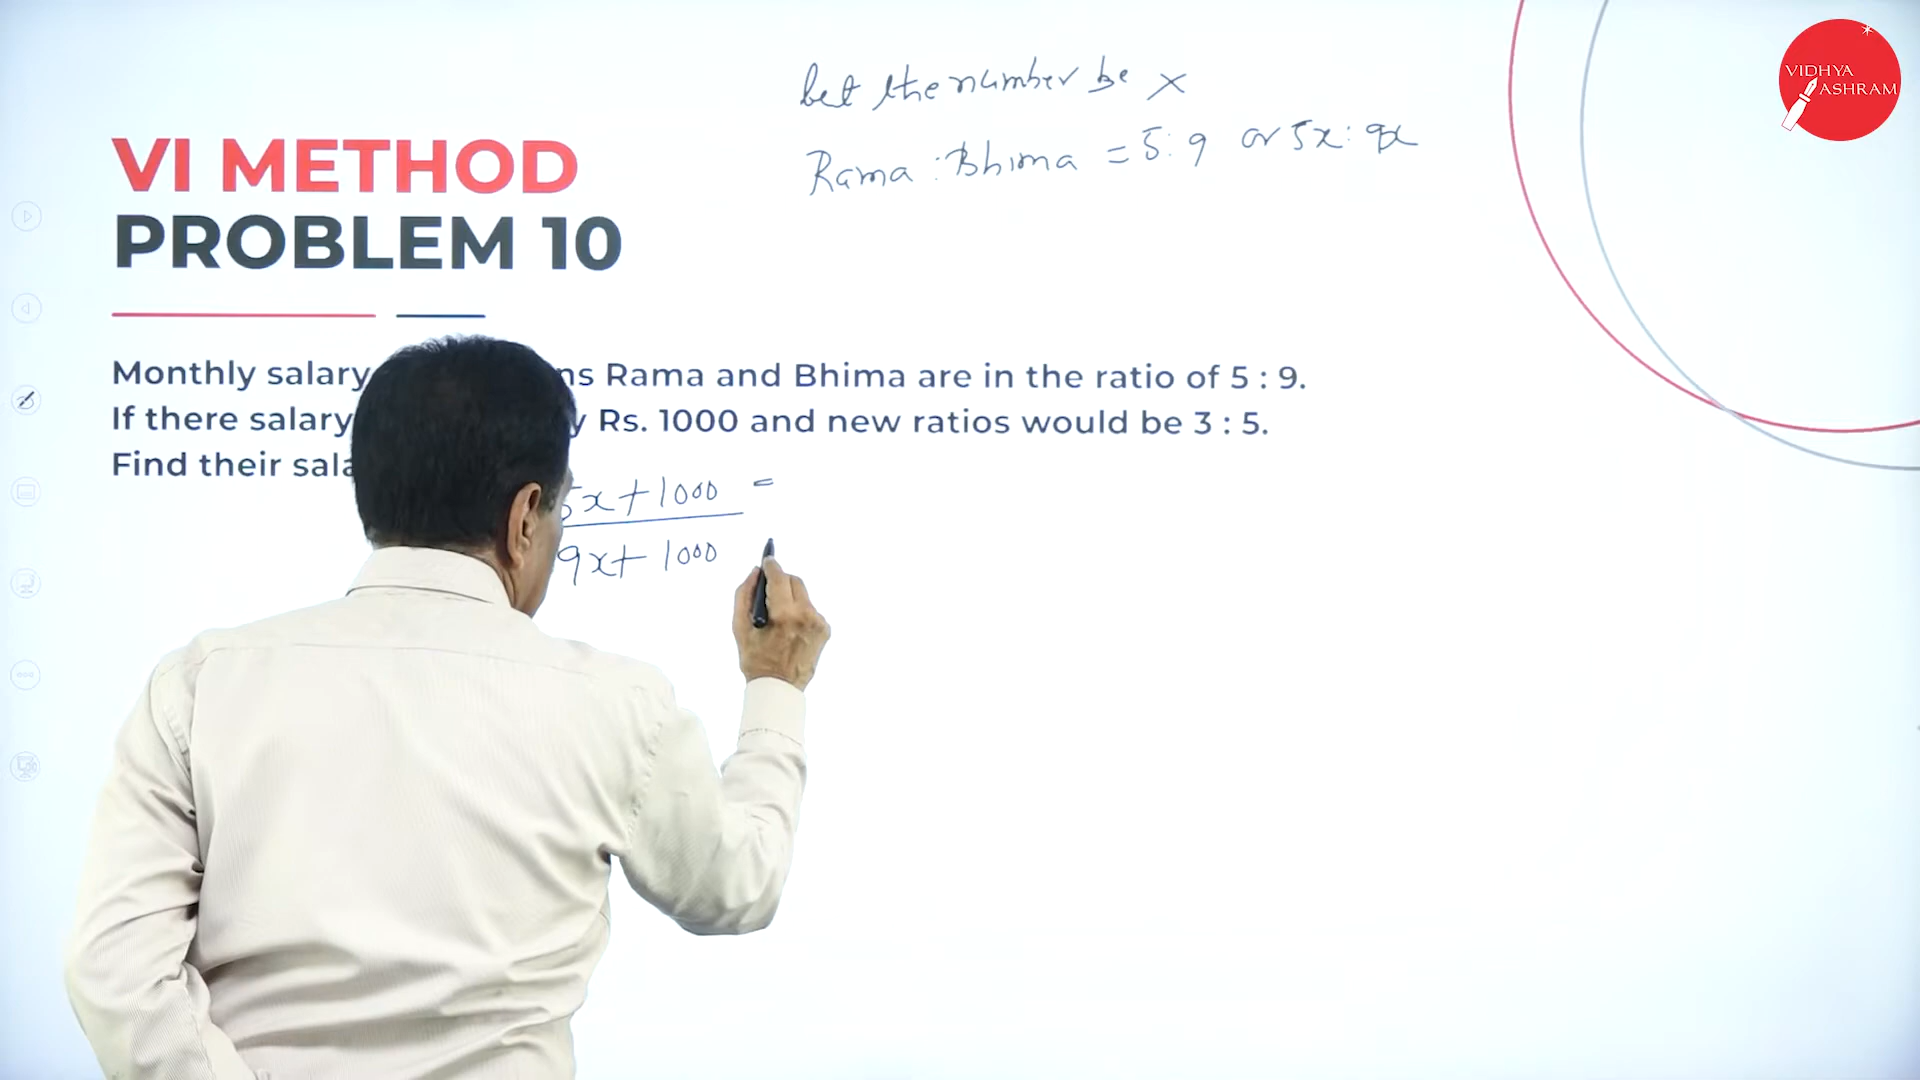 let the number be x
Rama : Bhima = 5:9 or 5x:9x
VIDHYA
ASHRAM
VI METHOD
PROBLEM 10
Monthly salary Rama and Bhima are in the ratio of 5 : 9.
If there salary Rs. 1000 and new ratios would be 3 : 5.
Find their
5x+1000 =
9x+1000